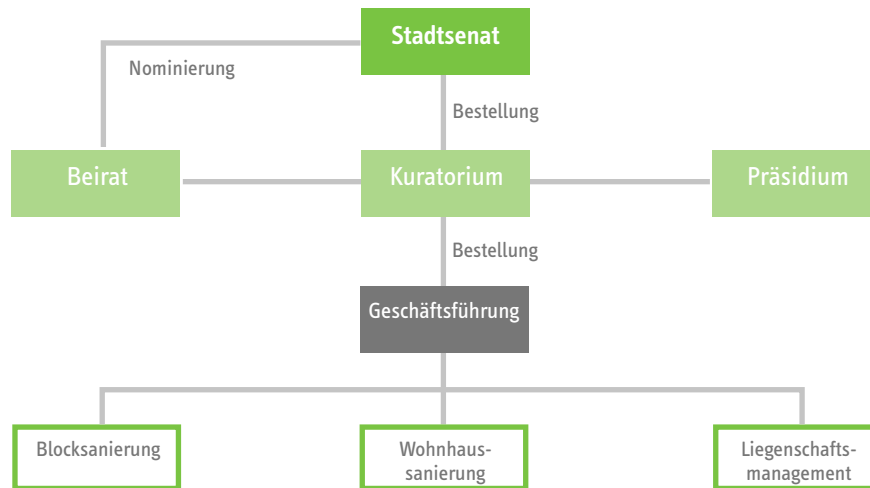 Stadtsenat
Nominierung
Bestellung
Beirat
Kuratorium
Präsidium
Bestellung
Geschäftsführung
Blocksanierung
Wohnhaus-
sanierung
Liegenschafts-
management